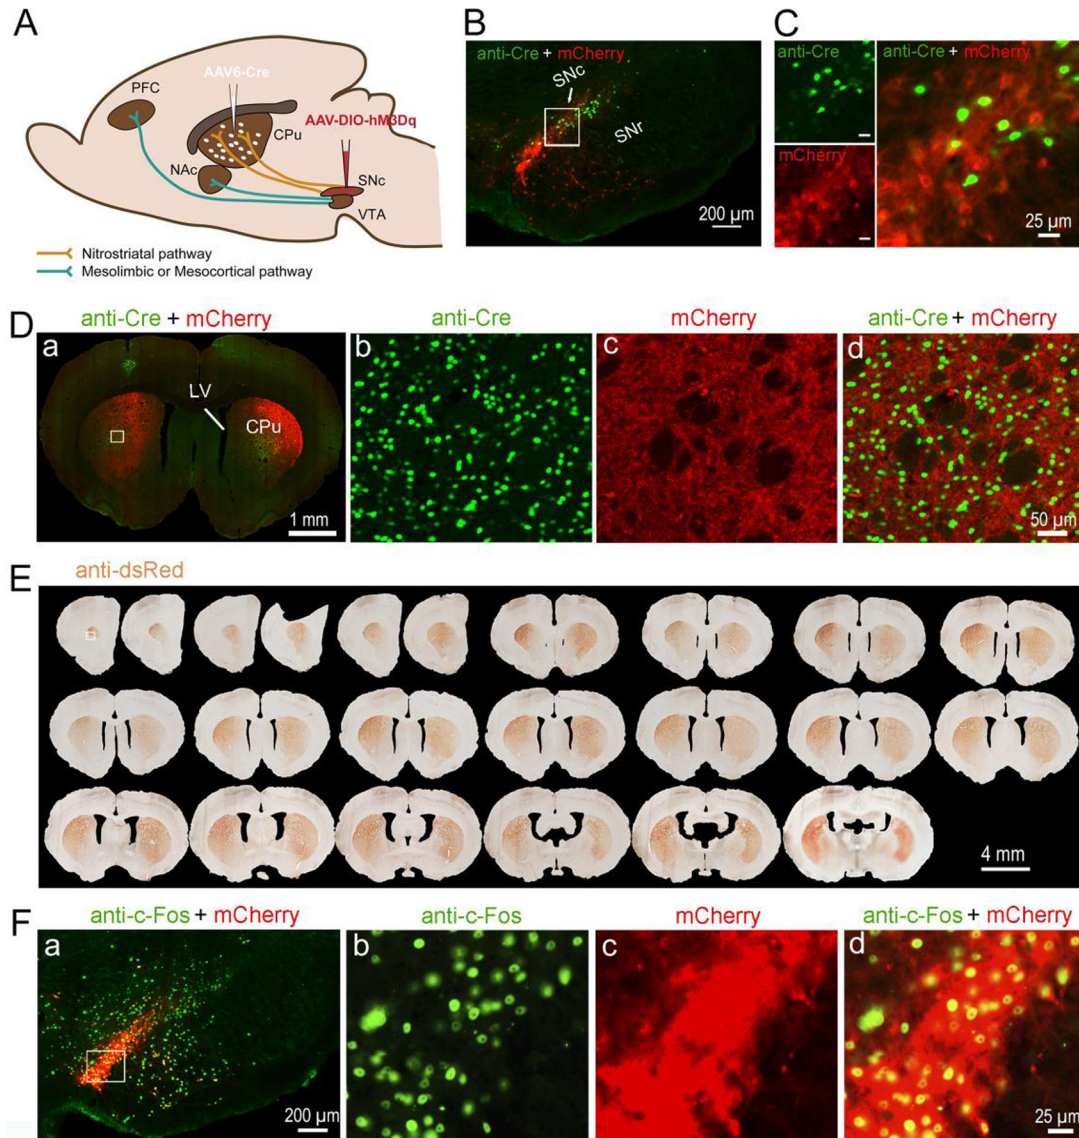 A
AAV6-Cre
PFC
AAV-DIO-hM3Dq
CPu
NAc
SNc
VTA
Nitrostriatal pathway
Mesolimbic or Mesocortical pathway
B
anti-Cre + mCherry
SNc
SNr
200 µm
C
anti-Cre
anti-Cre + mCherry
mCherry
25 µm
D
anti-Cre + mCherry
anti-Cre
mCherry
anti-Cre + mCherry
a
b
c
d
LV
CPu
1 mm
50 µm
E
anti-dsRed
4 mm
F
anti-c-Fos + mCherry
anti-c-Fos
mCherry
anti-c-Fos + mCherry
a
b
c
d
200 µm
25 µm